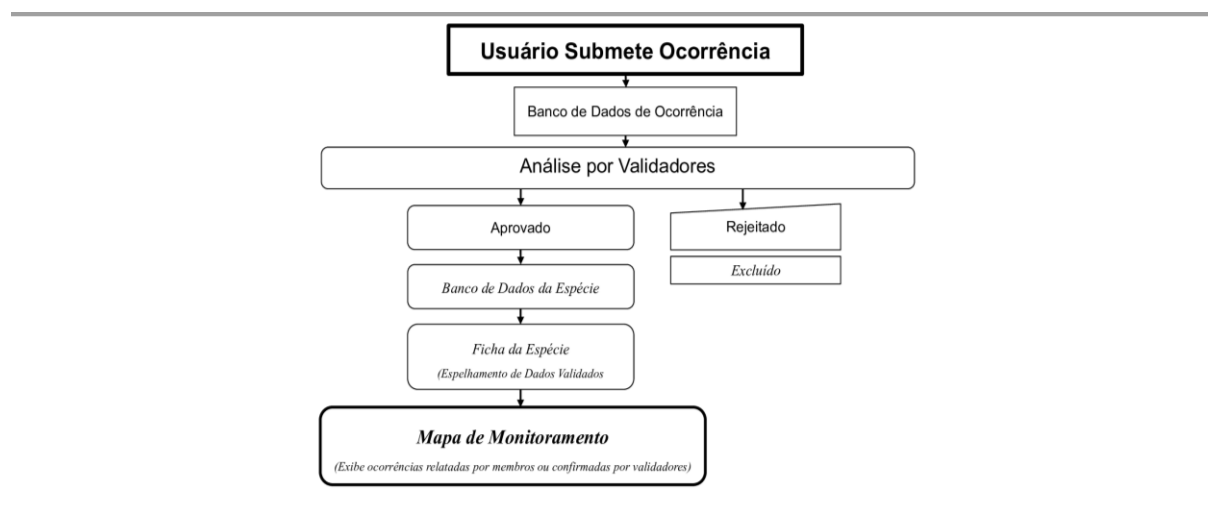 Usuário Submete Ocorrência
Banco de Dados de Ocorrência
Análise por Validadores
Aprovado
Rejeitado
Excluído
Banco de Dados da Espécie
Ficha da Espécie
(Espelhamento de Dados Validados
Mapa de Monitoramento
(Exibe ocorrências relatadas por membros ou confirmadas por validadores)